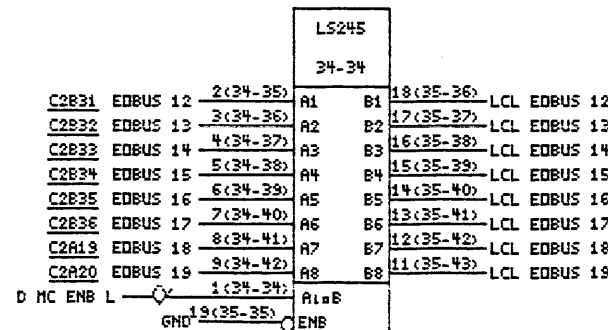 LS245
34-34
C2B31 EDBUS 12 2(34-35) A1 B1 18(35-36) LCL EDBUS 12
C2B32 EDBUS 13 3(34-36) A2 B2 17(35-37) LCL EDBUS 13
C2B33 EDBUS 14 4(34-37) A3 B3 16(35-38) LCL EDBUS 14
C2B34 EDBUS 15 5(34-38) A4 B4 15(35-39) LCL EDBUS 15
C2B35 EDBUS 16 6(34-39) A5 B5 14(35-40) LCL EDBUS 16
C2B36 EDBUS 17 7(34-40) A6 B6 13(35-41) LCL EDBUS 17
C2A19 EDBUS 18 8(34-41) A7 B7 12(35-42) LCL EDBUS 18
C2A20 EDBUS 19 9(34-42) A8 B8 11(35-43) LCL EDBUS 19
D MC ENB L 1(34-34)
GND 19(35-35) ENB